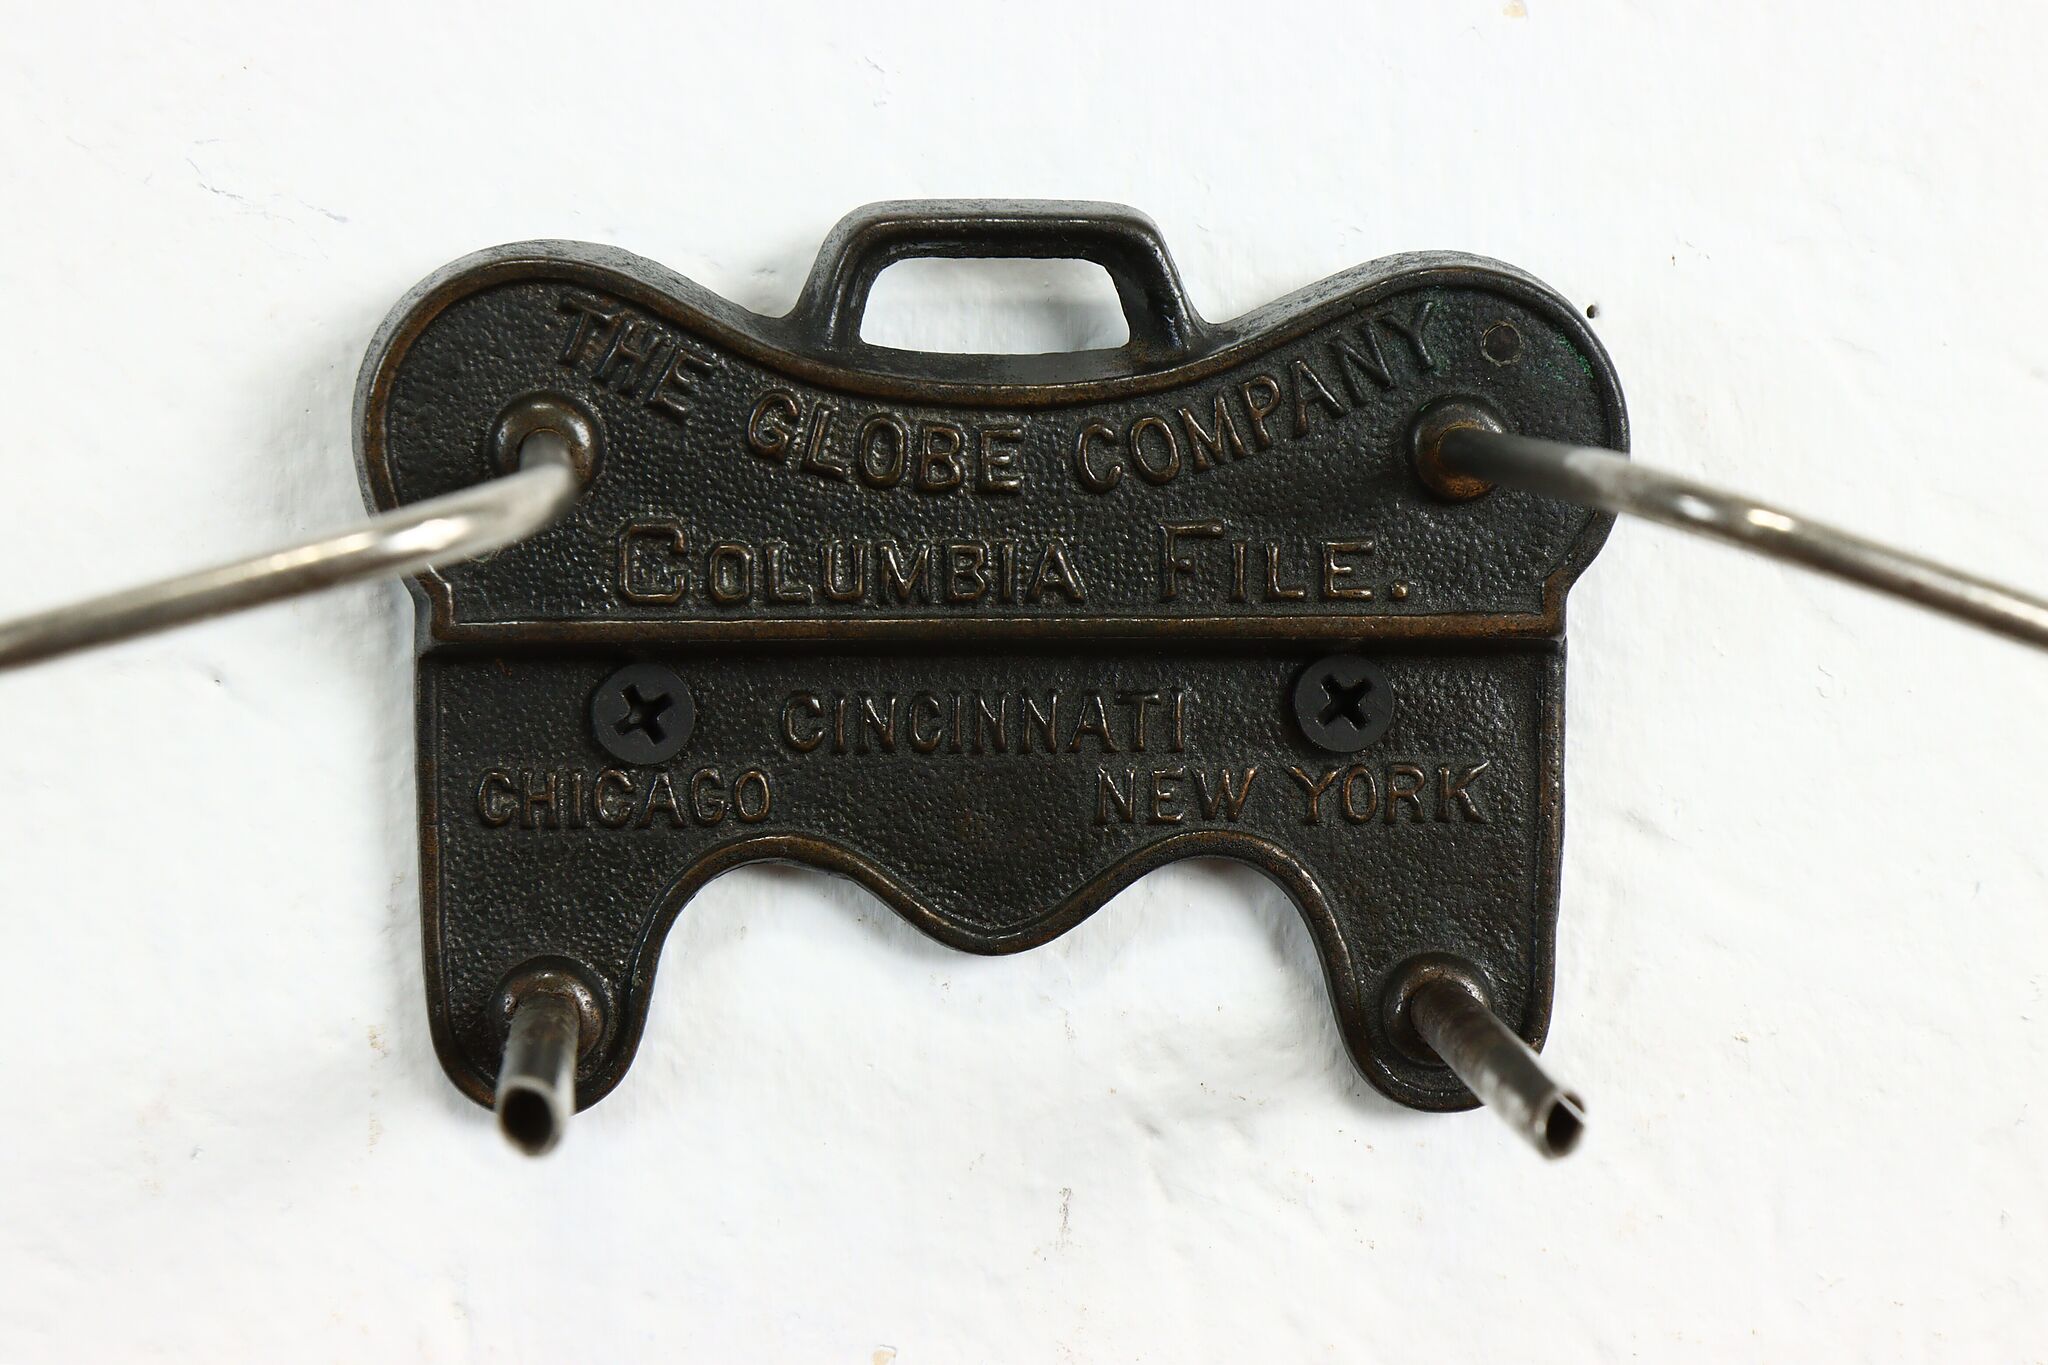 THE GLOBE COMPANY
COLUMBIA FILE.
CINCINNATI
CHICAGO NEW YORK